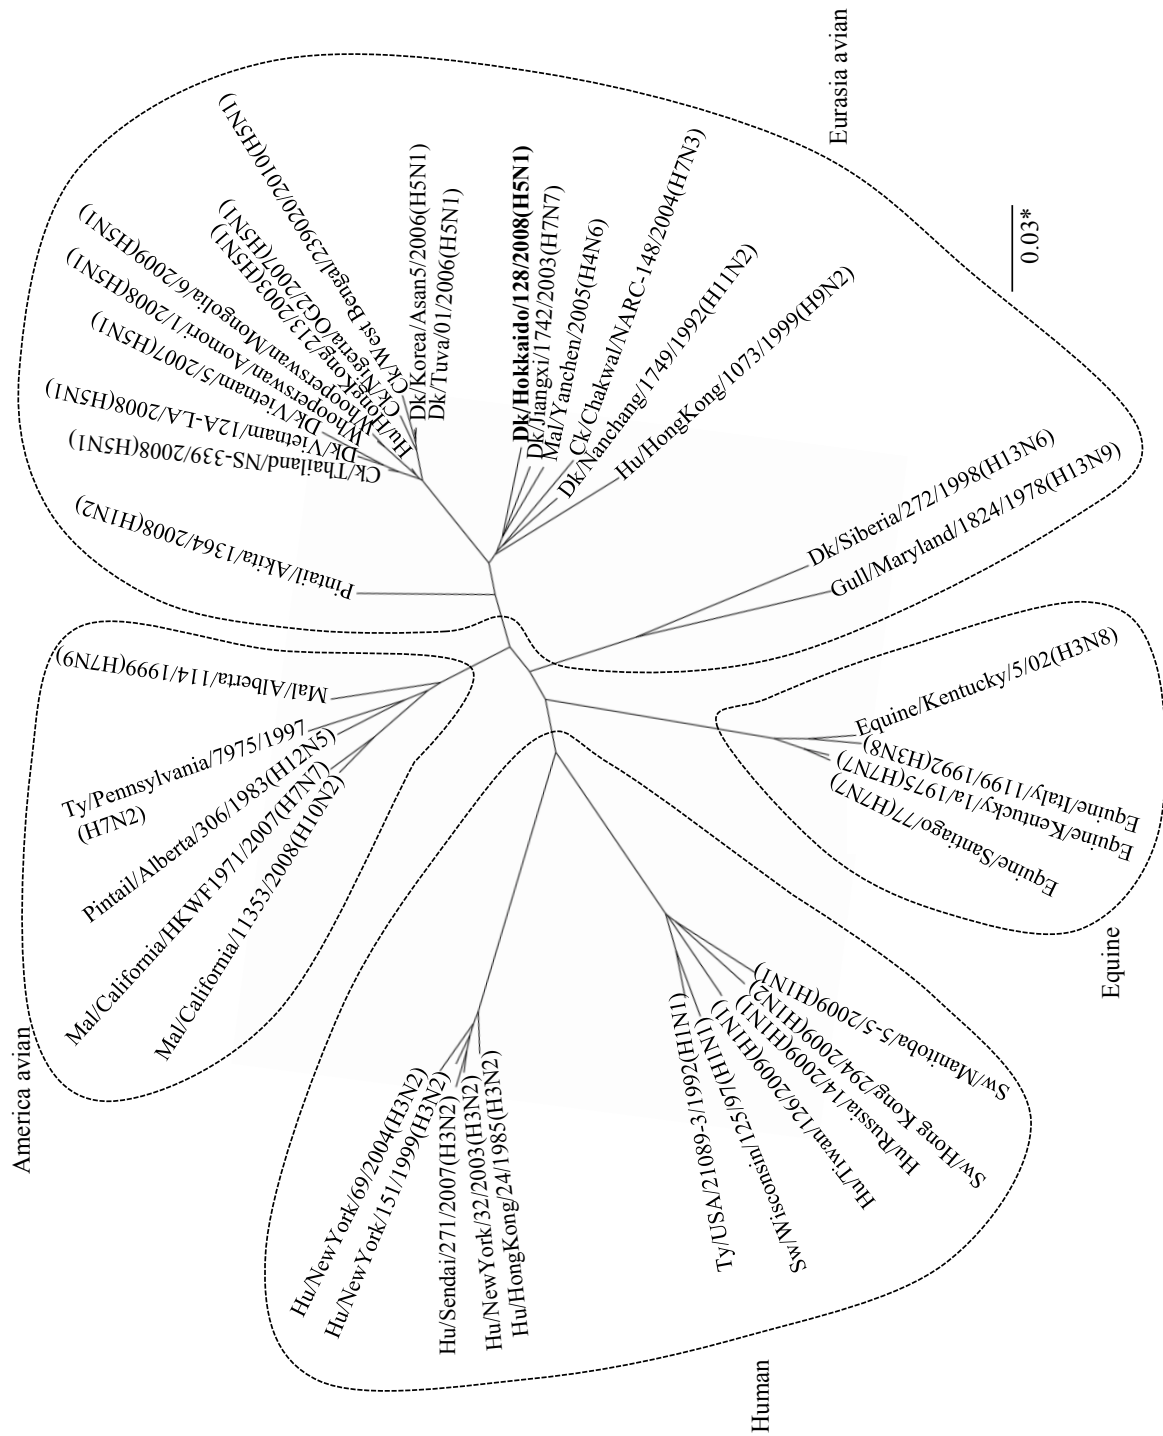 Eurasia avian
Ck/West Bengal/239020/2010(H5N1)
Ck/Nigeria/OG2/2007(H5N1)
Hu/HongKong/213/2003(H5N1)
Whooperswan/Mongolia/6/2009(H5N1)
Whooperswan/Aomori/1/2008(H5N1)
Dk/Vietnam/5/2007(H5N1)
Dk/Vietnam/12A-LA/2008(H5N1)
Ck/Thailand/NS-339/2008(H5N1)
Pintail/Akita/1364/2008(H1N2)
Dk/Korea/Asan5/2006(H5N1)
Dk/Tuva/01/2006(H5N1)
Dk/Hokkaido/128/2008(H5N1)
Dk/Jiangxi/1742/2003(H7N7)
Mal/Yanchen/2005(H4N6)
Ck/Chakwal/NARC-148/2004(H7N3)
Dk/Nanchang/1749/1992(H11N2)
Hu/HongKong/1073/1999(H9N2)
Dk/Siberia/272/1998(H13N6)
Gull/Maryland/1824/1978(H13N9)
0.03*
America avian
Mal/Alberta/114/1999(H7N9)
Ty/Pennsylvania/7975/1997
(H7N2)
Pintail/Alberta/306/1983(H12N5)
Mal/California/HKWF1971/2007(H7N7)
Mal/California/11353/2008(H10N2)
Equine
Equine/Kentucky/5/02(H3N8)
Equine/Italy/1199/1992(H3N8)
Equine/Kentucky/1a/1975(H7N7)
Equine/Santiago/77(H7N7)
Human
Hu/NewYork/69/2004(H3N2)
Hu/NewYork/151/1999(H3N2)
Hu/Sendai/271/2007(H3N2)
Hu/NewYork/32/2003(H3N2)
Hu/HongKong/24/1985(H3N2)
Ty/USA/21089-3/1992(H1N1)
Sw/Wisconsin/125/97(H1N1)
Hu/Tiwan/126/2009(H1N1)
Hu/Russia/14/2009(H1N1)
Sw/Hong Kong/294/2009(H1N2)
Sw/Manitoba/5-5/2009(H1N1)